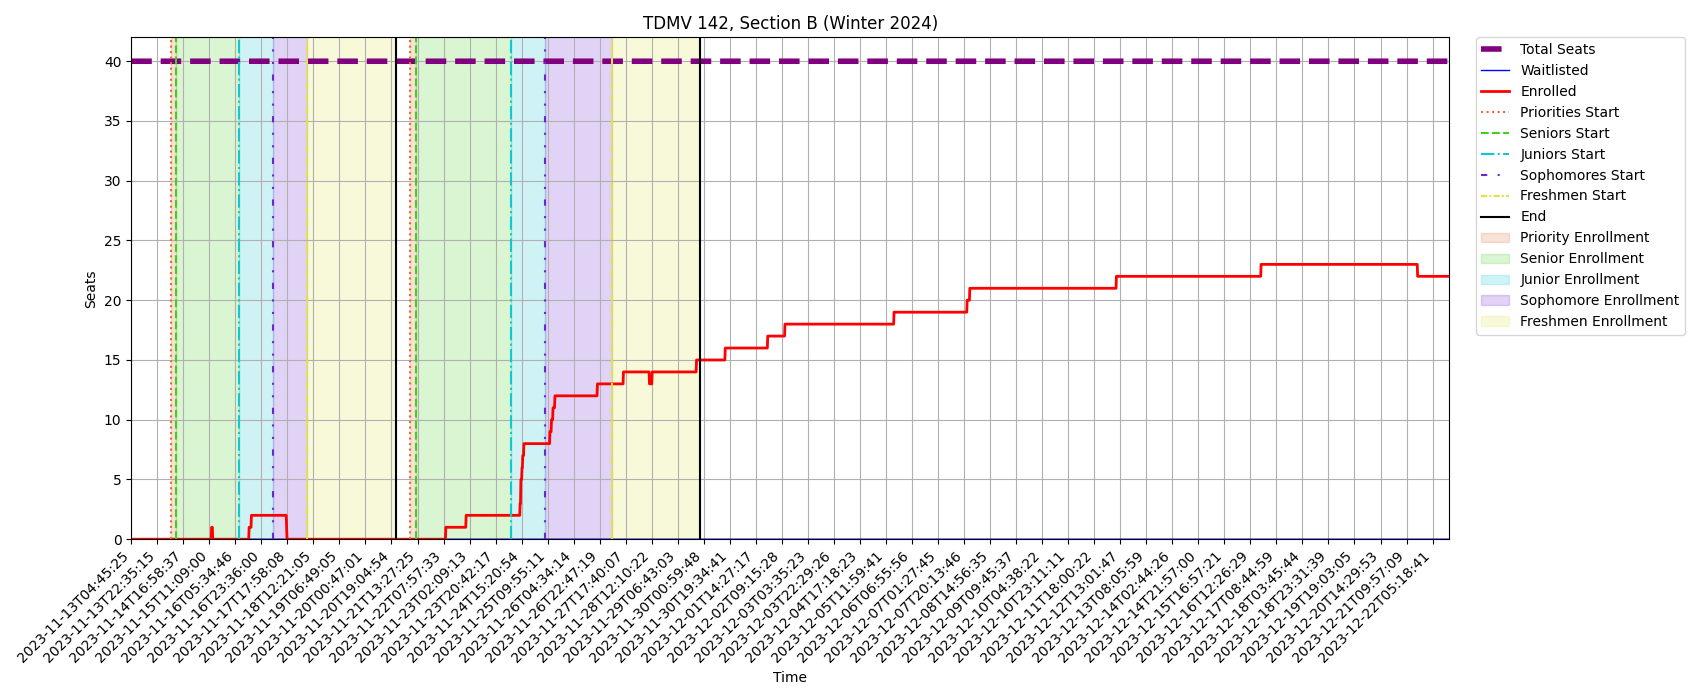 TDMV 142, Section B (Winter 2024)
Seats
40
35
30
25
20
15
10
5
0
2023-11-13T04:45:25
2023-11-13T22:35:15
2023-11-14T16:58:37
2023-11-15T11:09:00
2023-11-16T05:34:46
2023-11-16T23:36:00
2023-11-17T17:58:08
2023-11-18T12:21:05
2023-11-19T06:49:05
2023-11-20T00:47:01
2023-11-20T19:04:54
2023-11-21T13:27:25
2023-11-22T07:57:33
2023-11-23T02:09:13
2023-11-23T20:42:17
2023-11-24T15:20:54
2023-11-25T09:55:11
2023-11-26T04:34:14
2023-11-26T22:47:19
2023-11-27T17:40:07
2023-11-28T12:10:22
2023-11-29T06:43:03
2023-11-30T00:59:48
2023-11-30T19:34:41
2023-12-01T14:27:17
2023-12-02T09:15:28
2023-12-03T03:35:23
2023-12-03T22:29:26
2023-12-04T17:18:23
2023-12-05T11:59:41
2023-12-06T06:55:56
2023-12-07T01:27:45
2023-12-07T20:13:46
2023-12-08T14:56:35
2023-12-09T09:45:37
2023-12-10T04:38:22
2023-12-10T23:11:11
2023-12-11T18:00:22
2023-12-12T13:01:47
2023-12-13T08:05:59
2023-12-14T02:44:26
2023-12-14T21:57:00
2023-12-15T16:57:21
2023-12-16T12:26:29
2023-12-17T08:44:59
2023-12-18T03:45:44
2023-12-18T23:31:39
2023-12-19T19:03:05
2023-12-20T14:29:53
2023-12-21T09:57:09
2023-12-22T05:18:41
Time
Total Seats
Waitlisted
Enrolled
Priorities Start
Seniors Start
Juniors Start
Sophomores Start
Freshmen Start
End
Priority Enrollment
Senior Enrollment
Junior Enrollment
Sophomore Enrollment
Freshmen Enrollment